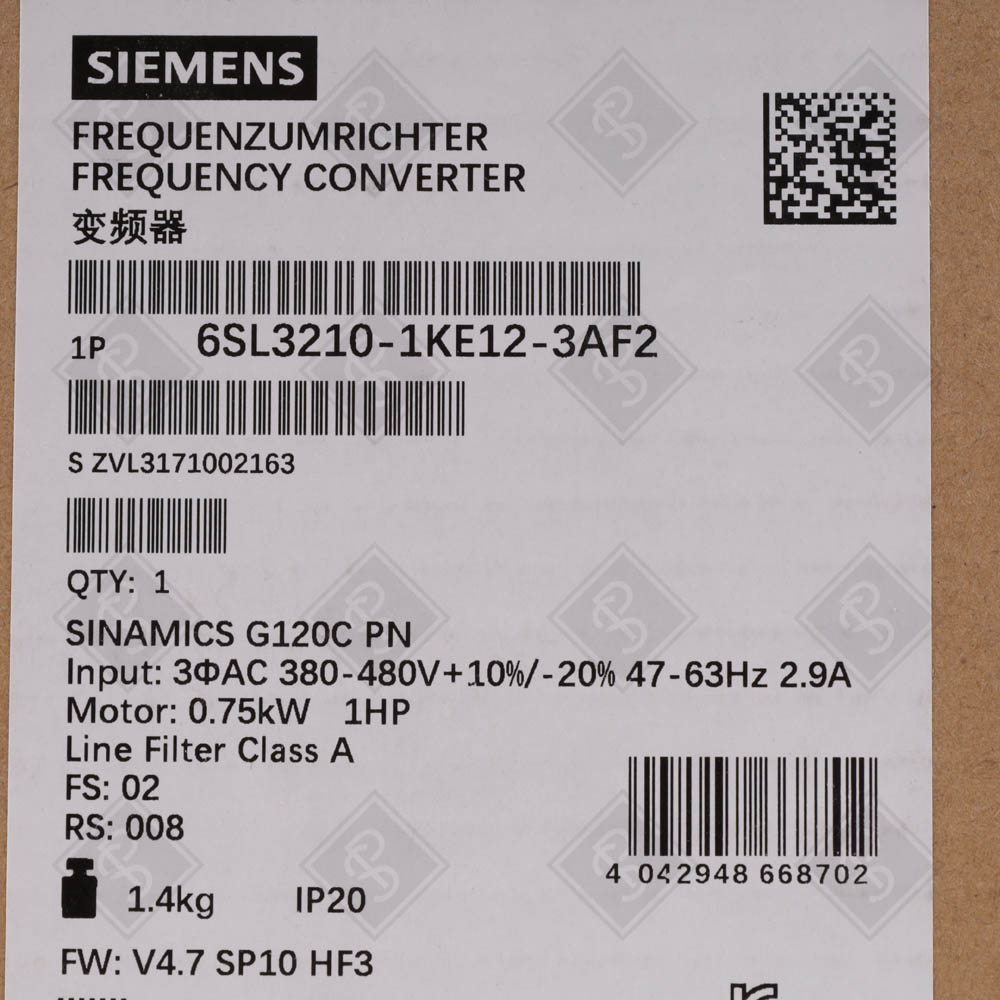 SIEMENS
FREQUENZUMRICHTER
FREQUENCY CONVERTER
变频器
1P 6SL3210-1KE12-3AF2
S ZVL3171002163
QTY: 1
SINAMICS G120C PN
Input: 3ΦAC 380-480V+10%/-20% 47-63Hz 2.9A
Motor: 0.75kW 1HP
Line Filter Class A
FS: 02
RS: 008
4 042948 668702
1.4kg IP20
FW: V4.7 SP10 HF3